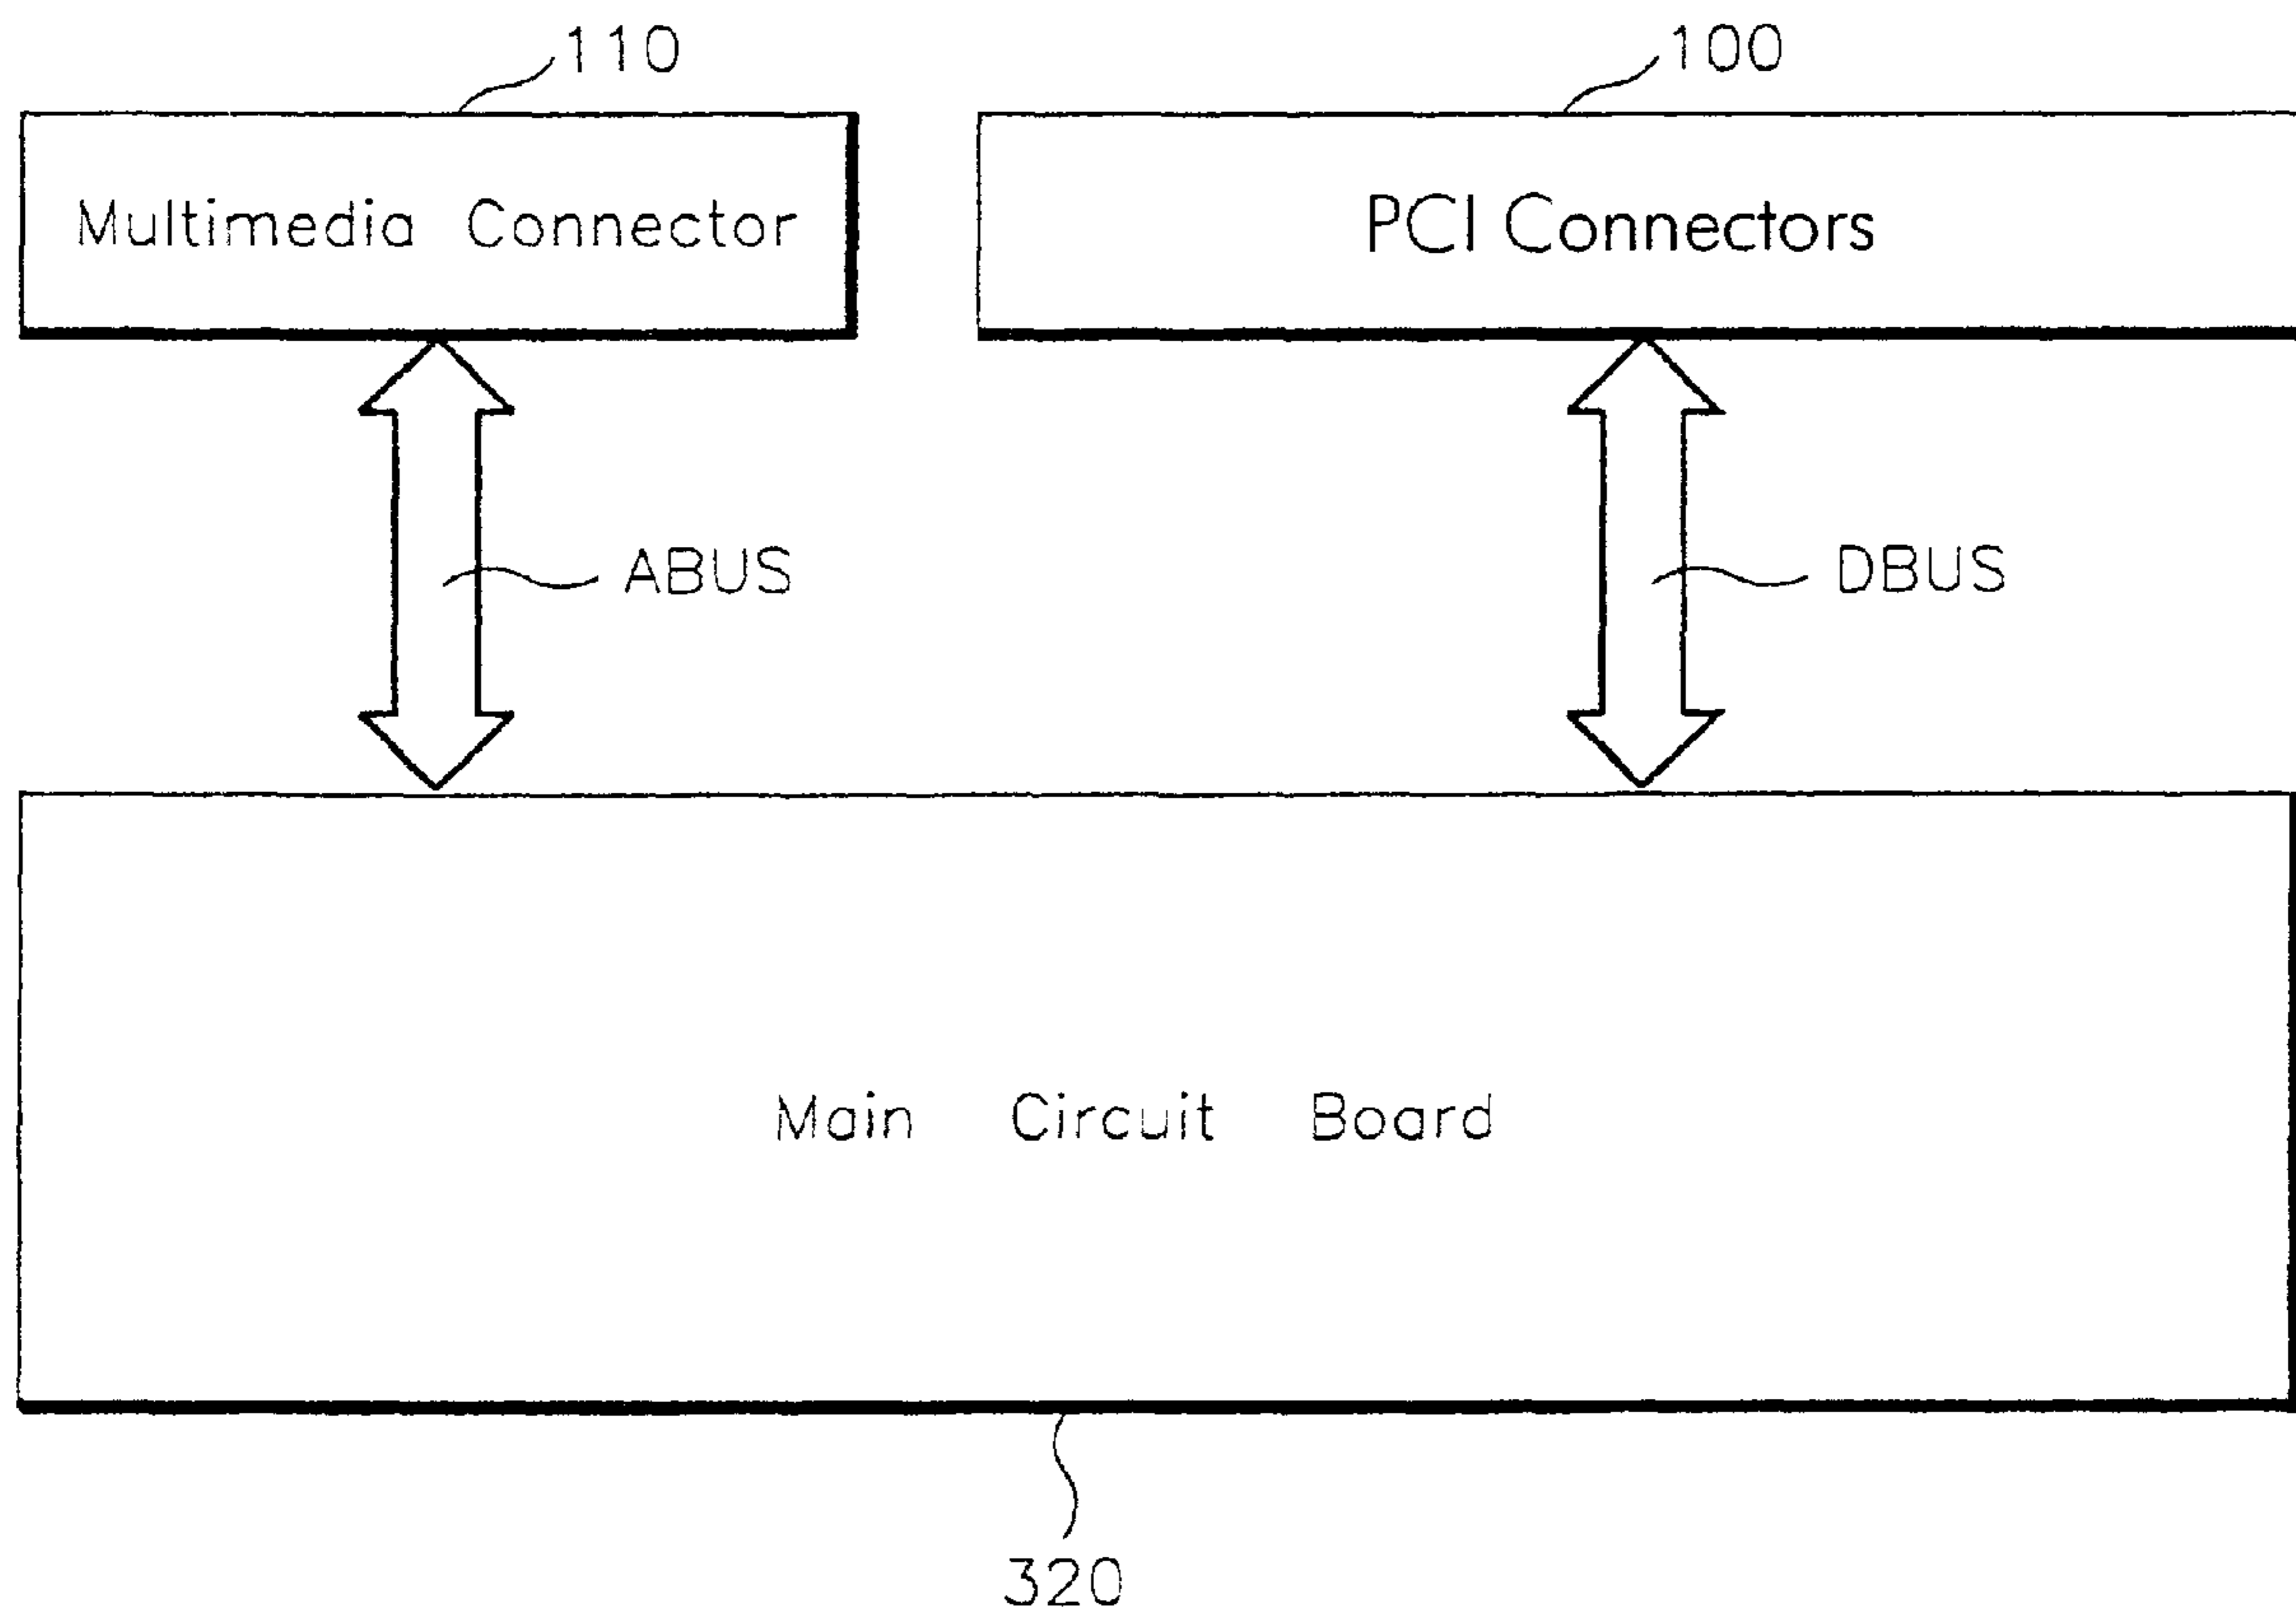 110
100
Multimedia Connector
PCI Connectors
ABUS
DBUS
Main Circuit Board
320